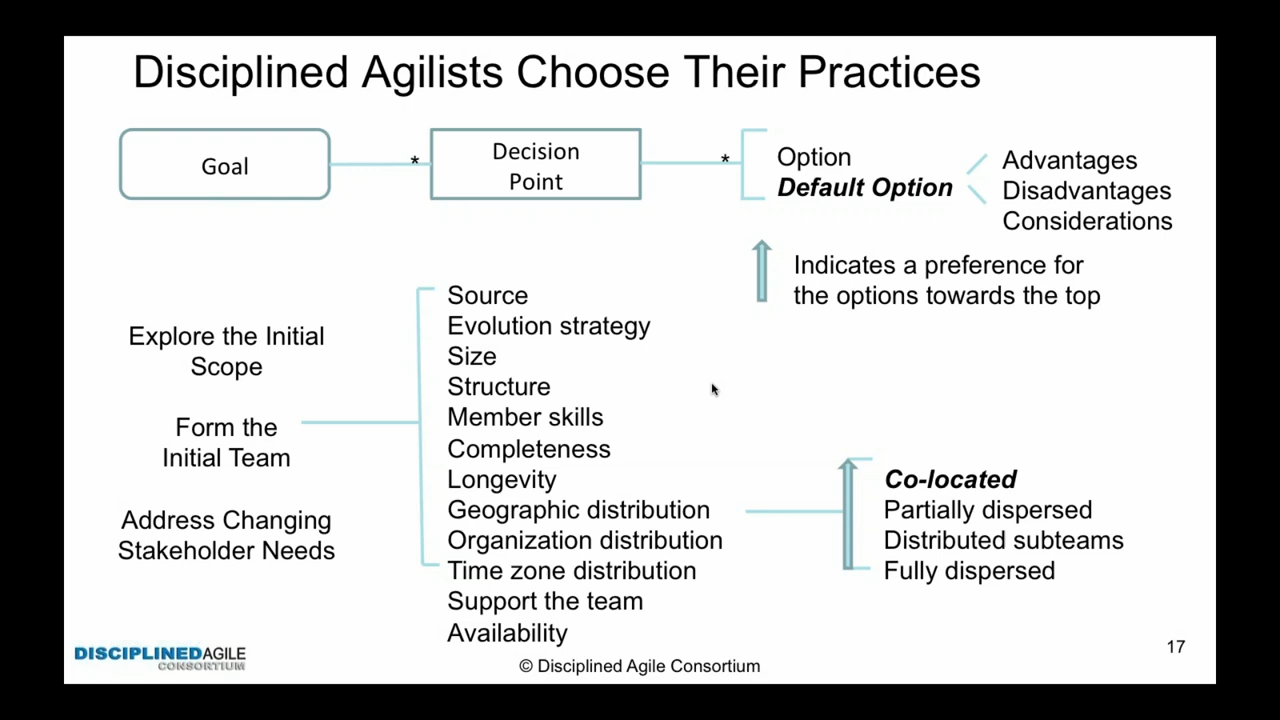 Disciplined Agilists Choose Their Practices
Goal
*
Decision
Point
*
Option
Default Option
Advantages
Disadvantages
Considerations
Indicates a preference for
the options towards the top
Explore the Initial
Scope
Form the
Initial Team
Address Changing
Stakeholder Needs
Source
Evolution strategy
Size
Structure
Member skills
Completeness
Longevity
Geographic distribution
Organization distribution
Time zone distribution
Support the team
Availability
Co-located
Partially dispersed
Distributed subteams
Fully dispersed
DISCIPLINEDAGILE
CONSORTIUM
© Disciplined Agile Consortium
17